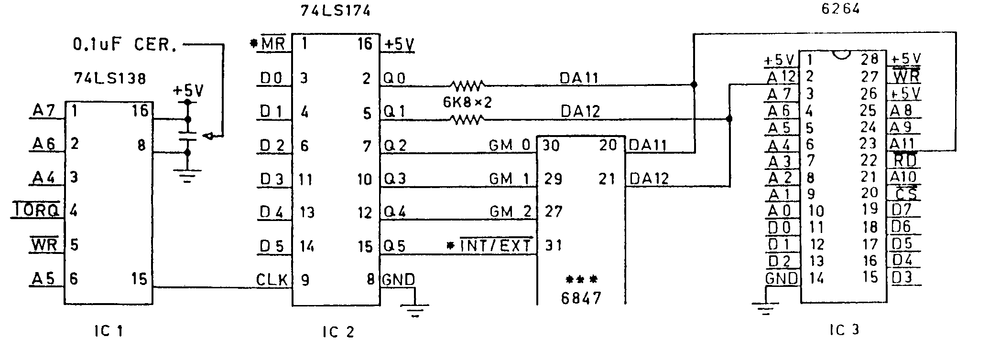 74LS174
6264
0.1uF CER.
74LS138
+5V
A7 1 16
A6 2 8
A4 3
IORQ 4
WR 5
A5 6 15
IC 1
*MR 1 16 +5V
D0 3 2 Q0
D1 4 5 Q1
D2 6 7 Q2
D3 11 10 Q3
D4 13 12 Q4
D5 14 15 Q5
CLK 9 8 GND
IC 2
DA11
6K8×2
DA12
GM 0 30 20 DA11
GM 1 29 21 DA12
GM 2 27
*INT/EXT 31
***
6847
+5V 1 28 +5V
A12 2 27 WR
A7 3 26 +5V
A6 4 25 A8
A5 5 24 A9
A4 6 23 A11
A3 7 22 RD
A2 8 21 A10
A1 9 20 CS
A0 10 19 D7
D0 11 18 D6
D1 12 17 D5
D2 13 16 D4
GND 14 15 D3
IC 3